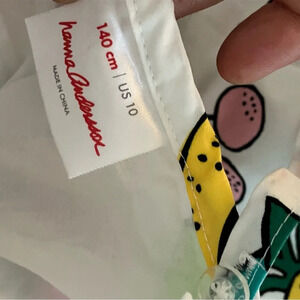 140 cm | US 10
hanna andersson
MADE IN CHINA